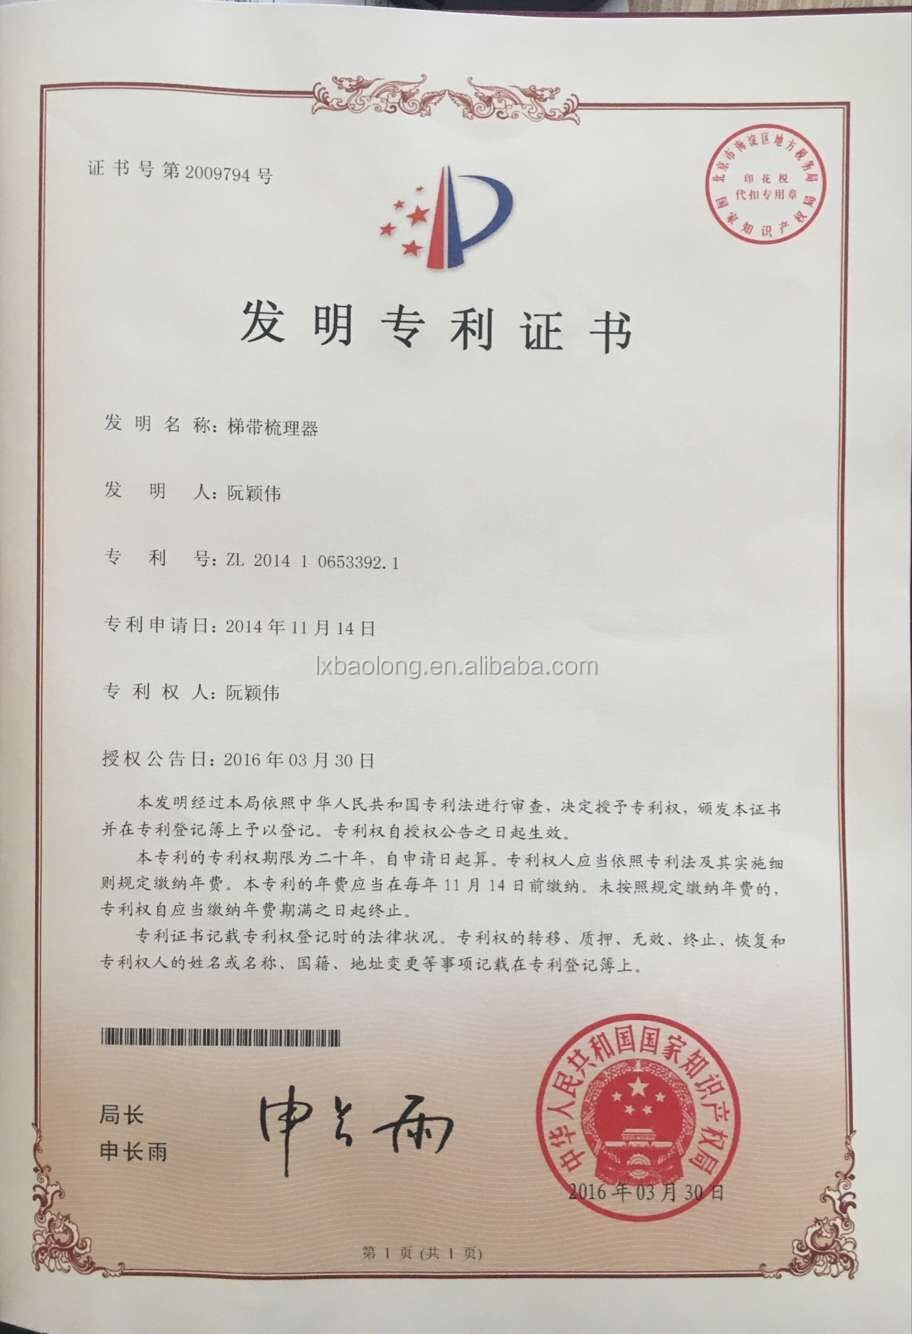 证书号第2009794号
北京市海淀区地方税务局
印花税
代扣专用章
国家知识产权局
发明专利证书
发明名称：梯带梳理器
发明人：阮颖伟
专利号：ZL 2014 1 0653392.1
专利申请日：2014年11月14日
lxbaolong.en.alibaba.com
专利权人：阮颖伟
授权公告日：2016年03月30日
本发明经过本局依照中华人民共和国专利法进行审查，决定授予专利权，颁发本证书
并在专利登记簿上予以登记。专利权自授权公告之日起生效。
本专利的专利权期限为二十年，自申请日起算。专利权人应当依照专利法及其实施细
则规定缴纳年费。本专利的年费应当在每年11月14日前缴纳。未按照规定缴纳年费的，
专利权自应当缴纳年费期满之日起终止。
专利证书记载专利权登记时的法律状况。专利权的转移、质押、无效、终止、恢复和
专利权人的姓名或名称、国籍、地址变更等事项记载在专利登记簿上。
局长
申长雨
申长雨
中华人民共和国国家知识产权局
2016年03月30日
第1页(共1页)